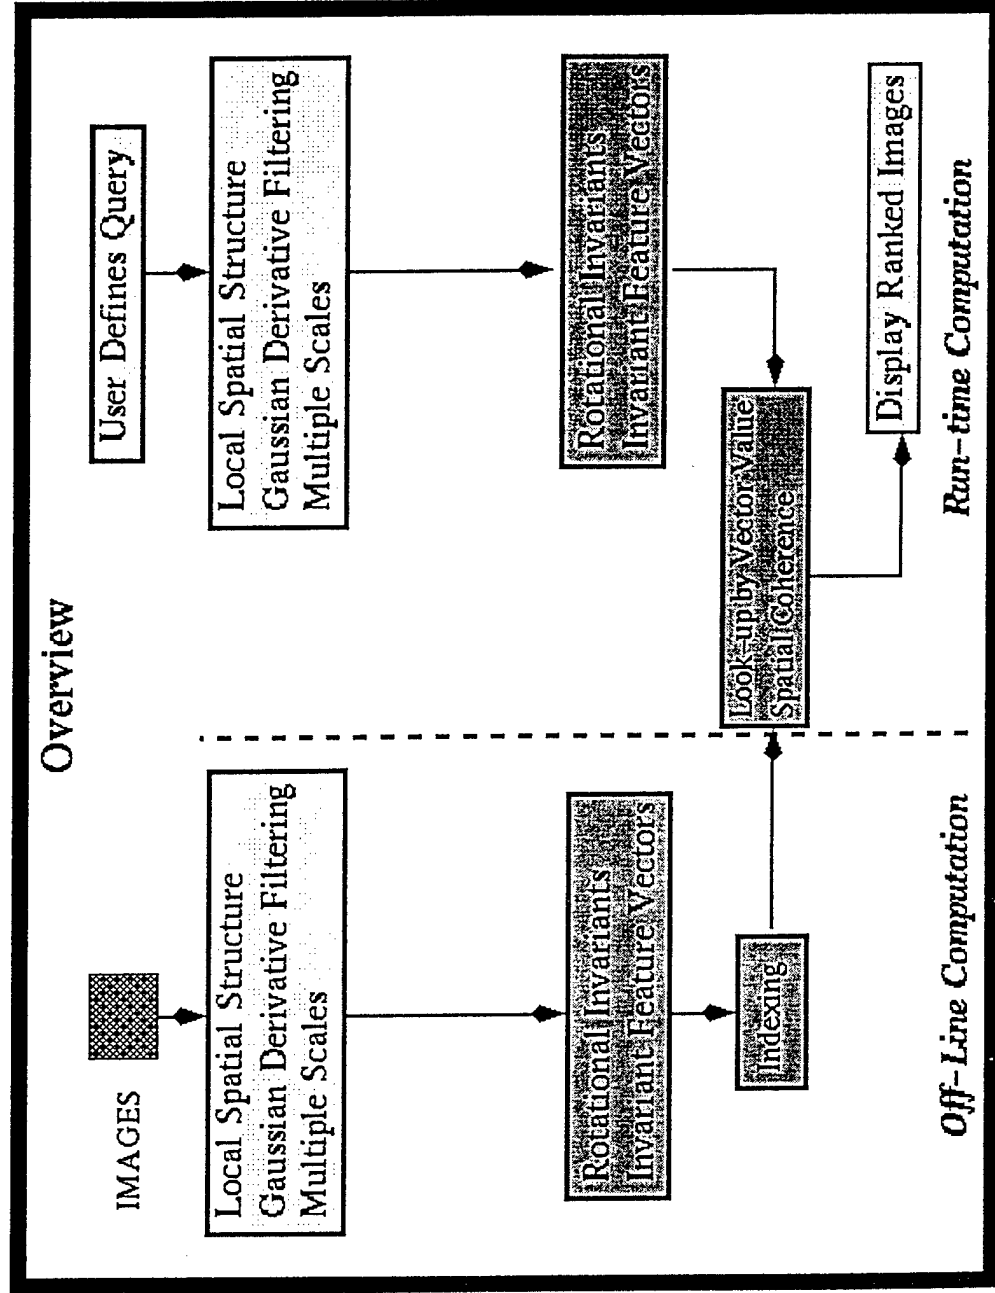 Overview
IMAGES
Local Spatial Structure
Gaussian Derivative Filtering
Multiple Scales
Rotational Invariants
Invariant Feature Vectors
Indexing
Off-Line Computation
User Defines Query
Local Spatial Structure
Gaussian Derivative Filtering
Multiple Scales
Rotational Invariants
Invariant Feature Vectors
Look-up by Vector Value
Spatial Coherence
Display Ranked Images
Run-time Computation